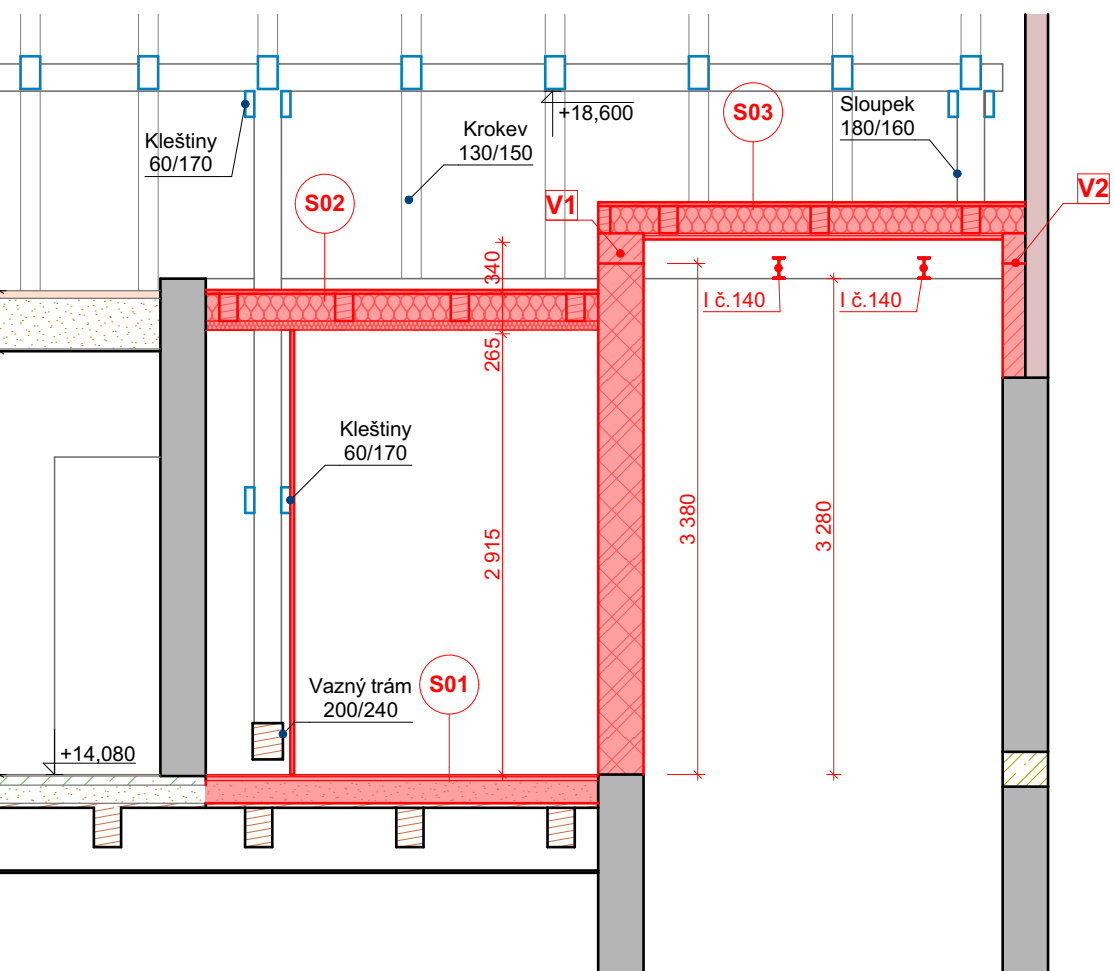 Kleštiny
60/170
Krokev
130/150
+18,600
S03
Sloupek
180/160
S02
V1
V2
340
265
I č.140
I č.140
Kleštiny
60/170
2 915
3 380
3 280
Vazný trám
200/240
S01
+14,080